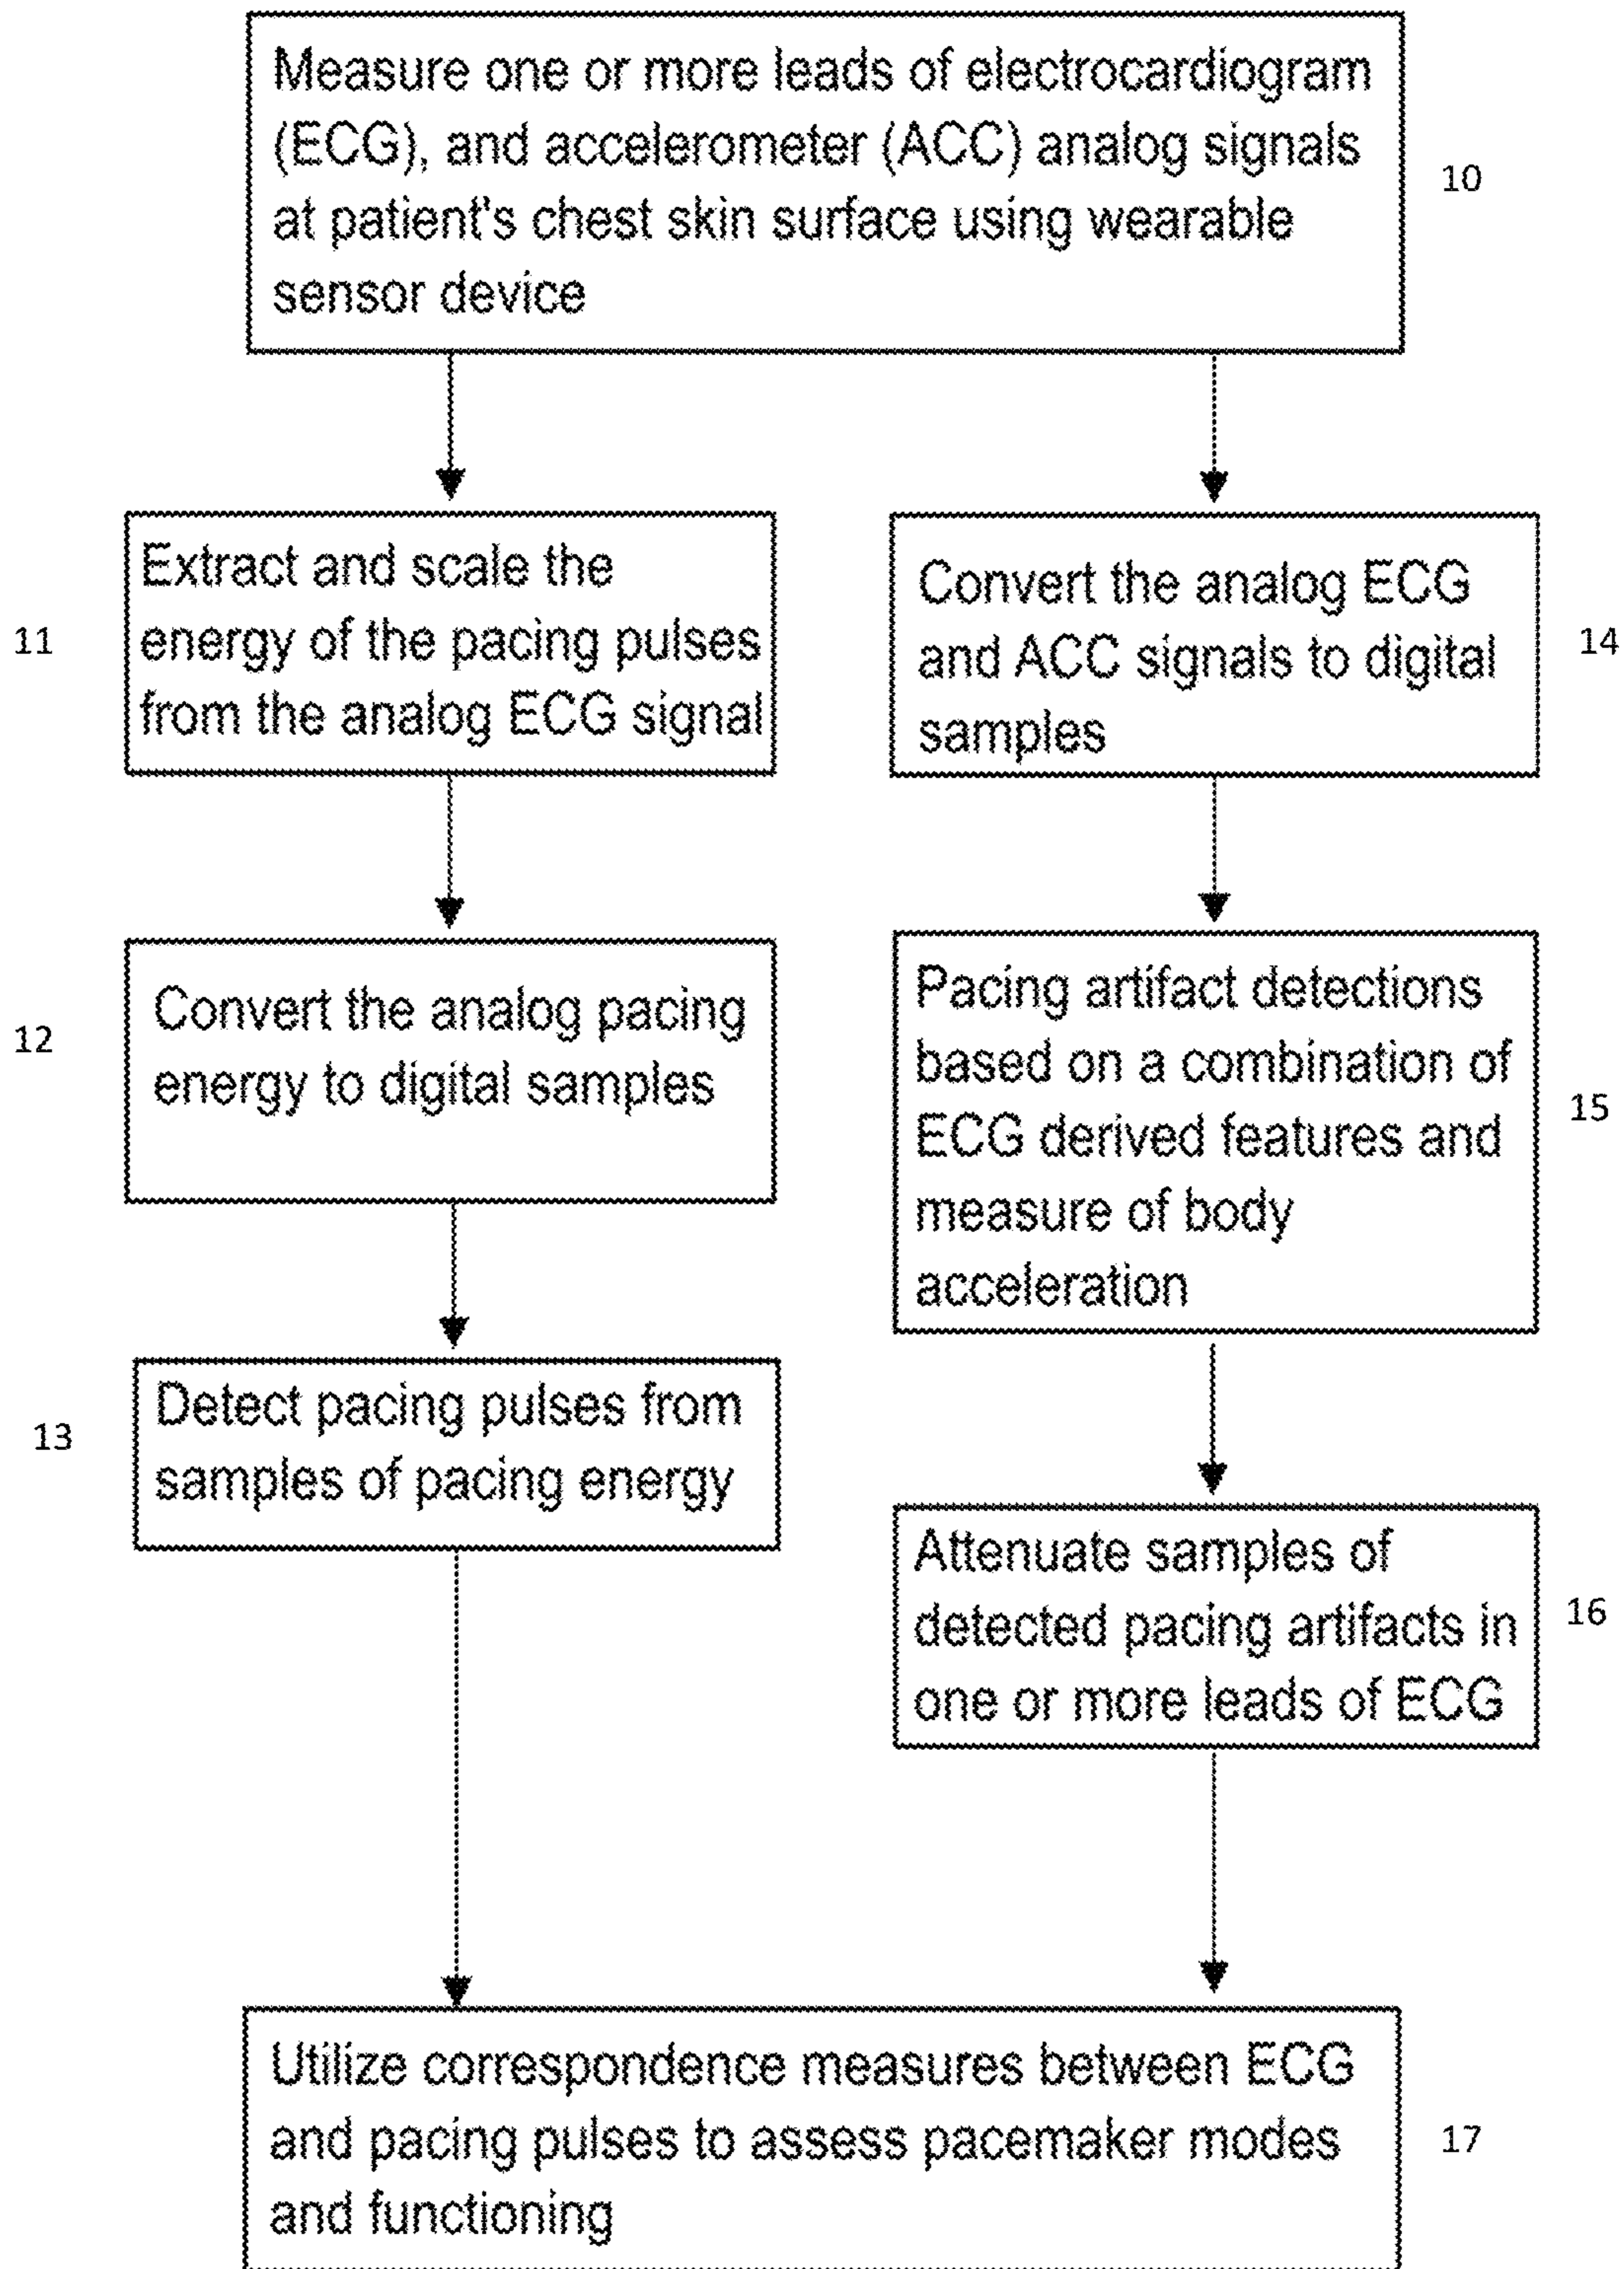 Measure one or more leads of electrocardiogram
(ECG), and accelerometer (ACC) analog signals
at patient's chest skin surface using wearable
sensor device
10
Extract and scale the
energy of the pacing pulses
from the analog ECG signal
11
Convert the analog ECG
and ACC signals to digital
samples
14
Convert the analog pacing
energy to digital samples
12
Pacing artifact detections
based on a combination of
ECG derived features and
measure of body
acceleration
15
Detect pacing pulses from
samples of pacing energy
13
Attenuate samples of
detected pacing artifacts in
one or more leads of ECG
16
Utilize correspondence measures between ECG
and pacing pulses to assess pacemaker modes
and functioning
17